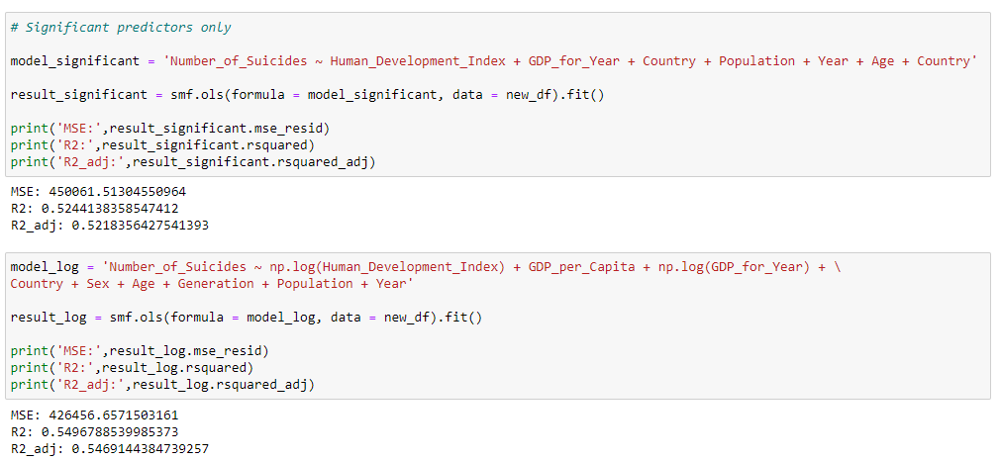 # Significant predictors only
model_significant = 'Number_of_Suicides ~ Human_Development_Index + GDP_for_Year + Country + Population + Year + Age + Country'
result_significant = smf.ols(formula = model_significant, data = new_df).fit()
print('MSE:',result_significant.mse_resid)
print('R2:',result_significant.rsquared)
print('R2_adj:',result_significant.rsquared_adj)
MSE: 450061.51304550964
R2: 0.5244138358547412
R2_adj: 0.5218356427541393
model_log = 'Number_of_Suicides ~ np.log(Human_Development_Index) + GDP_per_Capita + np.log(GDP_for_Year) + \
Country + Sex + Age + Generation + Population + Year'
result_log = smf.ols(formula = model_log, data = new_df).fit()
print('MSE:',result_log.mse_resid)
print('R2:',result_log.rsquared)
print('R2_adj:',result_log.rsquared_adj)
MSE: 426456.6571503161
R2: 0.5496788539985373
R2_adj: 0.5469144384739257